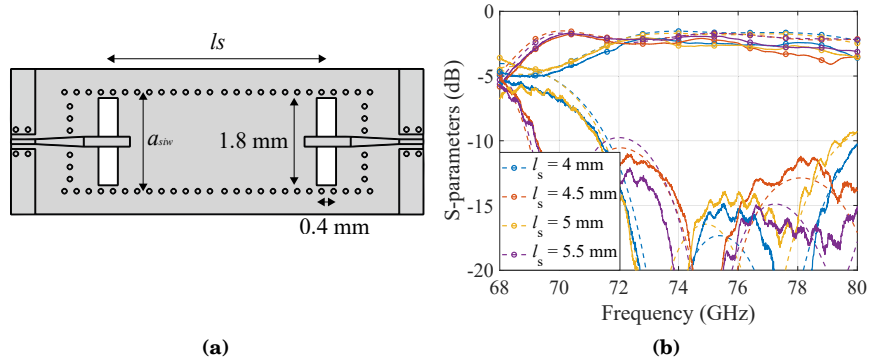 ls
a_siw
1.8 mm
0.4 mm
(a)
S-parameters (dB)
0
-5
-10
-15
-20
l_s = 4 mm
l_s = 4.5 mm
l_s = 5 mm
l_s = 5.5 mm
68 70 72 74 76 78 80
Frequency (GHz)
(b)